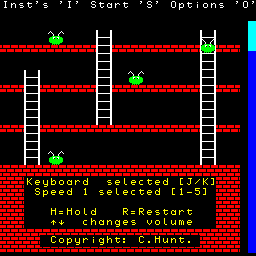 Inst's 'I' Start 'S' Options 'O'
Keyboard selected [J/K]
Speed 1 selected [1-5]
H=Hold R=Restart
↑↓ changes volume
Copyright: C.Hunt.